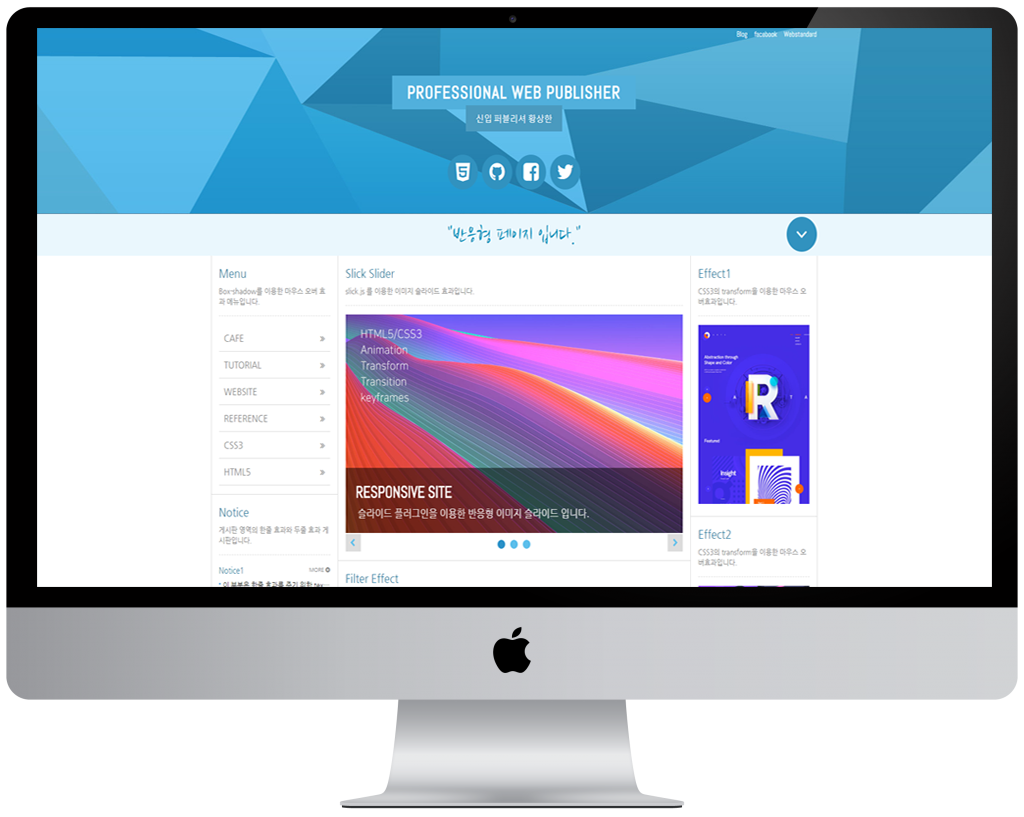 Blog facebook Webstandard
PROFESSIONAL WEB PUBLISHER
신입 퍼블리셔 황상한
"반응형 페이지 입니다."
Menu
Box-shadow를 이용한 마우스 오버 효
과 메뉴입니다.
CAFE
TUTORIAL
WEBSITE
REFERENCE
CSS3
HTML5
Notice
게시판 영역의 한줄 효과와 두줄 효과 게
시판입니다.
Notice1 MORE
Slick Slider
slick.js 를 이용한 이미지 슬라이드 효과입니다.
HTML5/CSS3
Animation
Transform
Transition
keyframes
RESPONSIVE SITE
슬라이드 플러그인을 이용한 반응형 이미지 슬라이드 입니다.
Filter Effect
Effect1
CSS3의 transform을 이용한 마우스 오
버효과입니다.
Abstraction through
Shape and Color
R
A T A
Featured
Insight
Effect2
CSS3의 transform을 이용한 마우스 오
버효과입니다.